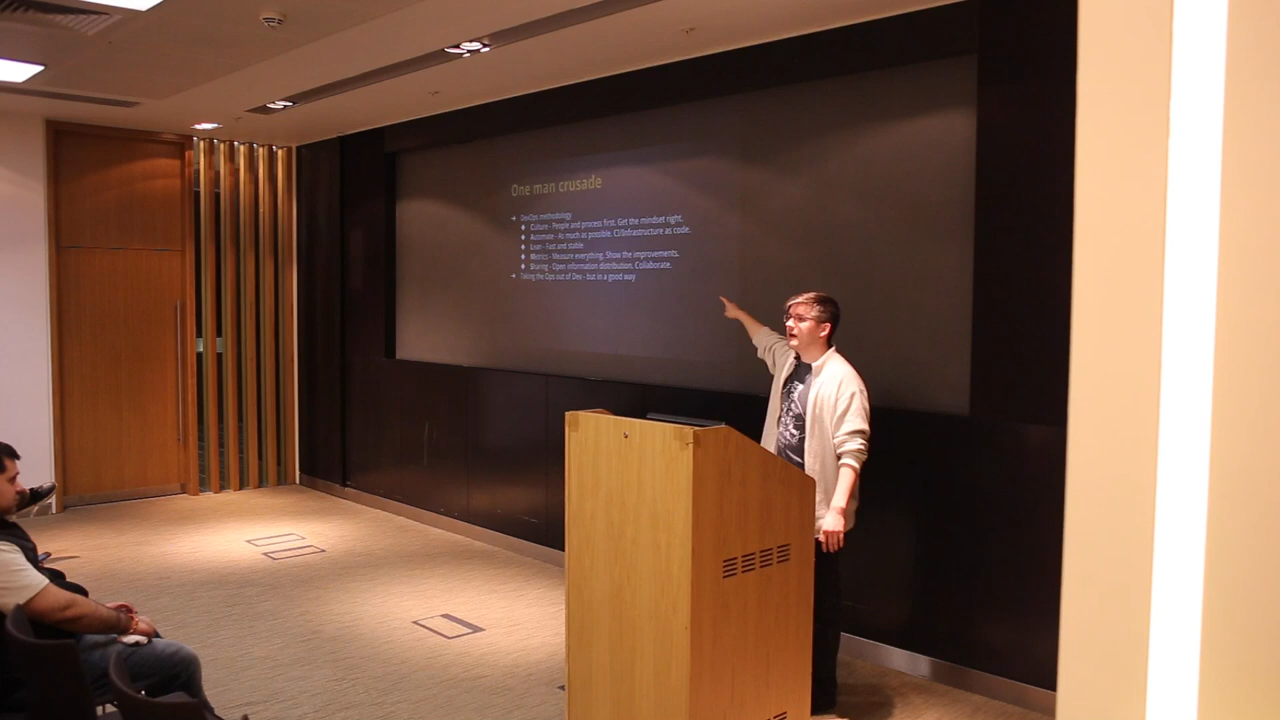 One man crusade
➔ DevOps methodology
◆ Culture - People and process first. Get the mindset right.
◆ Automate - As much as possible. CI/Infrastructure as code.
◆ Lean - Fast and stable
◆ Metrics - Measure everything. Show the improvements.
◆ Sharing - Open information distribution. Collaborate.
➔ Taking the Ops out of Dev - but in a good way